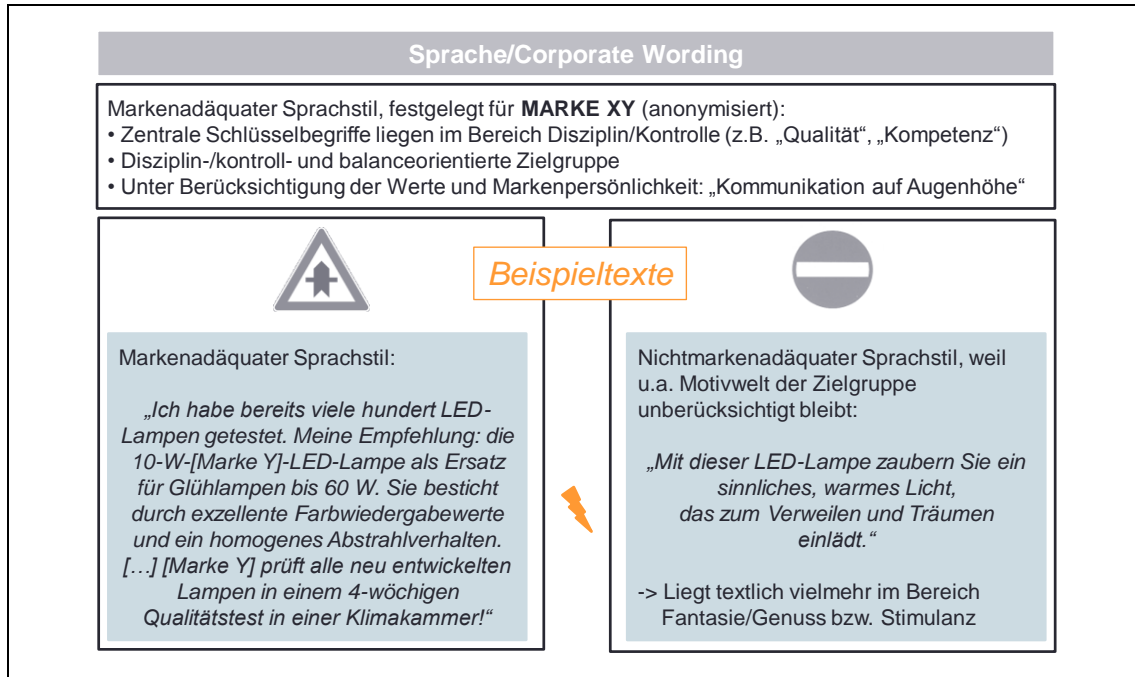 Sprache/Corporate Wording
Markenadäquater Sprachstil, festgelegt für MARKE XY (anonymisiert):
• Zentrale Schlüsselbegriffe liegen im Bereich Disziplin/Kontrolle (z.B. „Qualität“, „Kompetenz“)
• Disziplin-/kontroll- und balanceorientierte Zielgruppe
• Unter Berücksichtigung der Werte und Markenpersönlichkeit: „Kommunikation auf Augenhöhe“
Beispieltexte
Markenadäquater Sprachstil:
„Ich habe bereits viele hundert LED-
Lampen getestet. Meine Empfehlung: die
10-W-[Marke Y]-LED-Lampe als Ersatz
für Glühlampen bis 60 W. Sie besticht
durch exzellente Farbwiedergabewerte
und ein homogenes Abstrahlverhalten.
[…] [Marke Y] prüft alle neu entwickelten
Lampen in einem 4-wöchigen
Qualitätstest in einer Klimakammer!“
Nichtmarkenadäquater Sprachstil, weil
u.a. Motivwelt der Zielgruppe
unberücksichtigt bleibt:
„Mit dieser LED-Lampe zaubern Sie ein
sinnliches, warmes Licht,
das zum Verweilen und Träumen
einlädt.“
-> Liegt textlich vielmehr im Bereich
Fantasie/Genuss bzw. Stimulanz